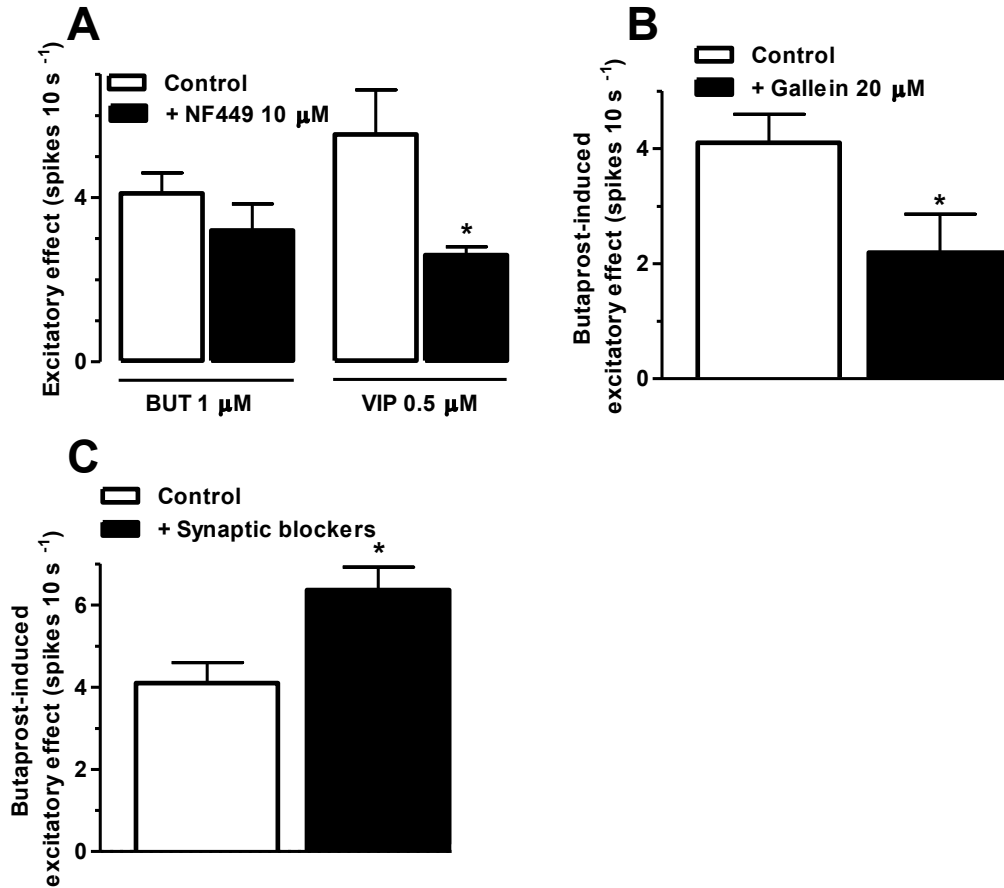 A
Control
+ NF449 10 μM
Excitatory effect (spikes 10 s -1)
4
0
*
BUT 1 μM
VIP 0.5 μM
B
Control
+ Gallein 20 μM
Butaprost-induced
excitatory effect (spikes 10 s -1)
4
2
0
*
C
Control
+ Synaptic blockers
Butaprost-induced
excitatory effect (spikes 10 s -1)
6
4
2
0
*